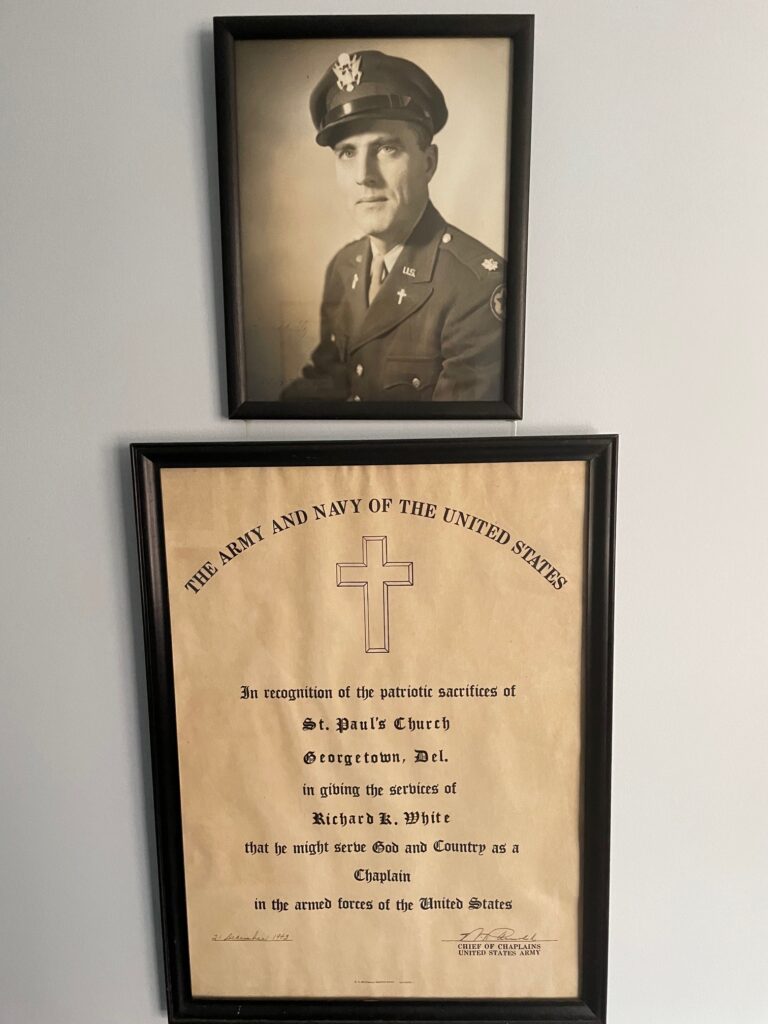 U.S.
THE ARMY AND NAVY OF THE UNITED STATES
In recognition of the patriotic sacrifices of
St. Paul's Church
Georgetown, Del.
in giving the services of
Richard K. White
that he might serve God and Country as a
Chaplain
in the armed forces of the United States
December 1943
CHIEF OF CHAPLAINS
UNITED STATES ARMY